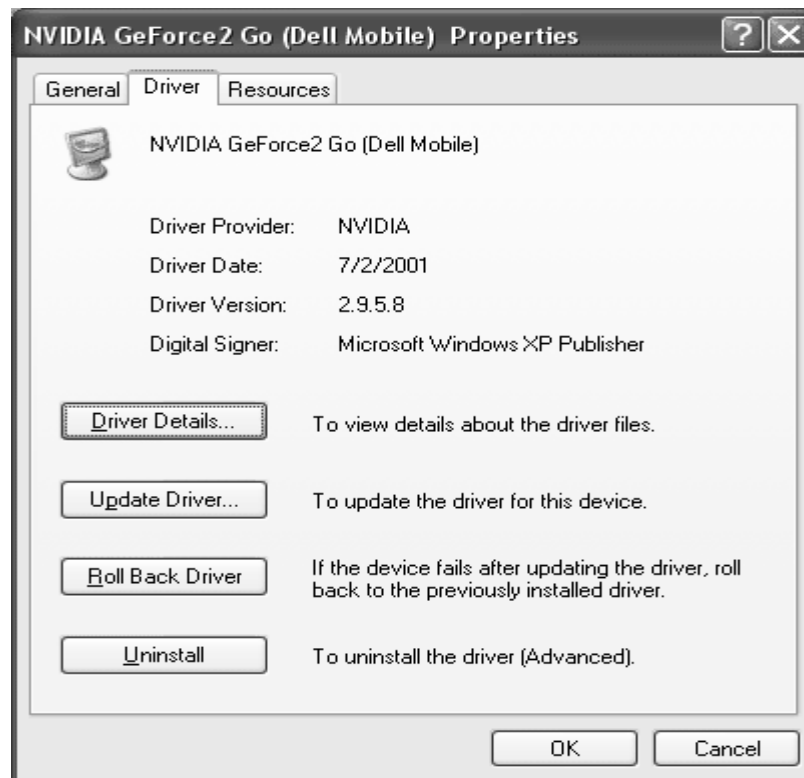 NVIDIA GeForce2 Go (Dell Mobile) Properties
General Driver Resources
NVIDIA GeForce2 Go (Dell Mobile)
Driver Provider: NVIDIA
Driver Date: 7/2/2001
Driver Version: 2.9.5.8
Digital Signer: Microsoft Windows XP Publisher
Driver Details... To view details about the driver files.
Update Driver... To update the driver for this device.
Roll Back Driver If the device fails after updating the driver, roll
back to the previously installed driver.
Uninstall To uninstall the driver (Advanced).
OK Cancel